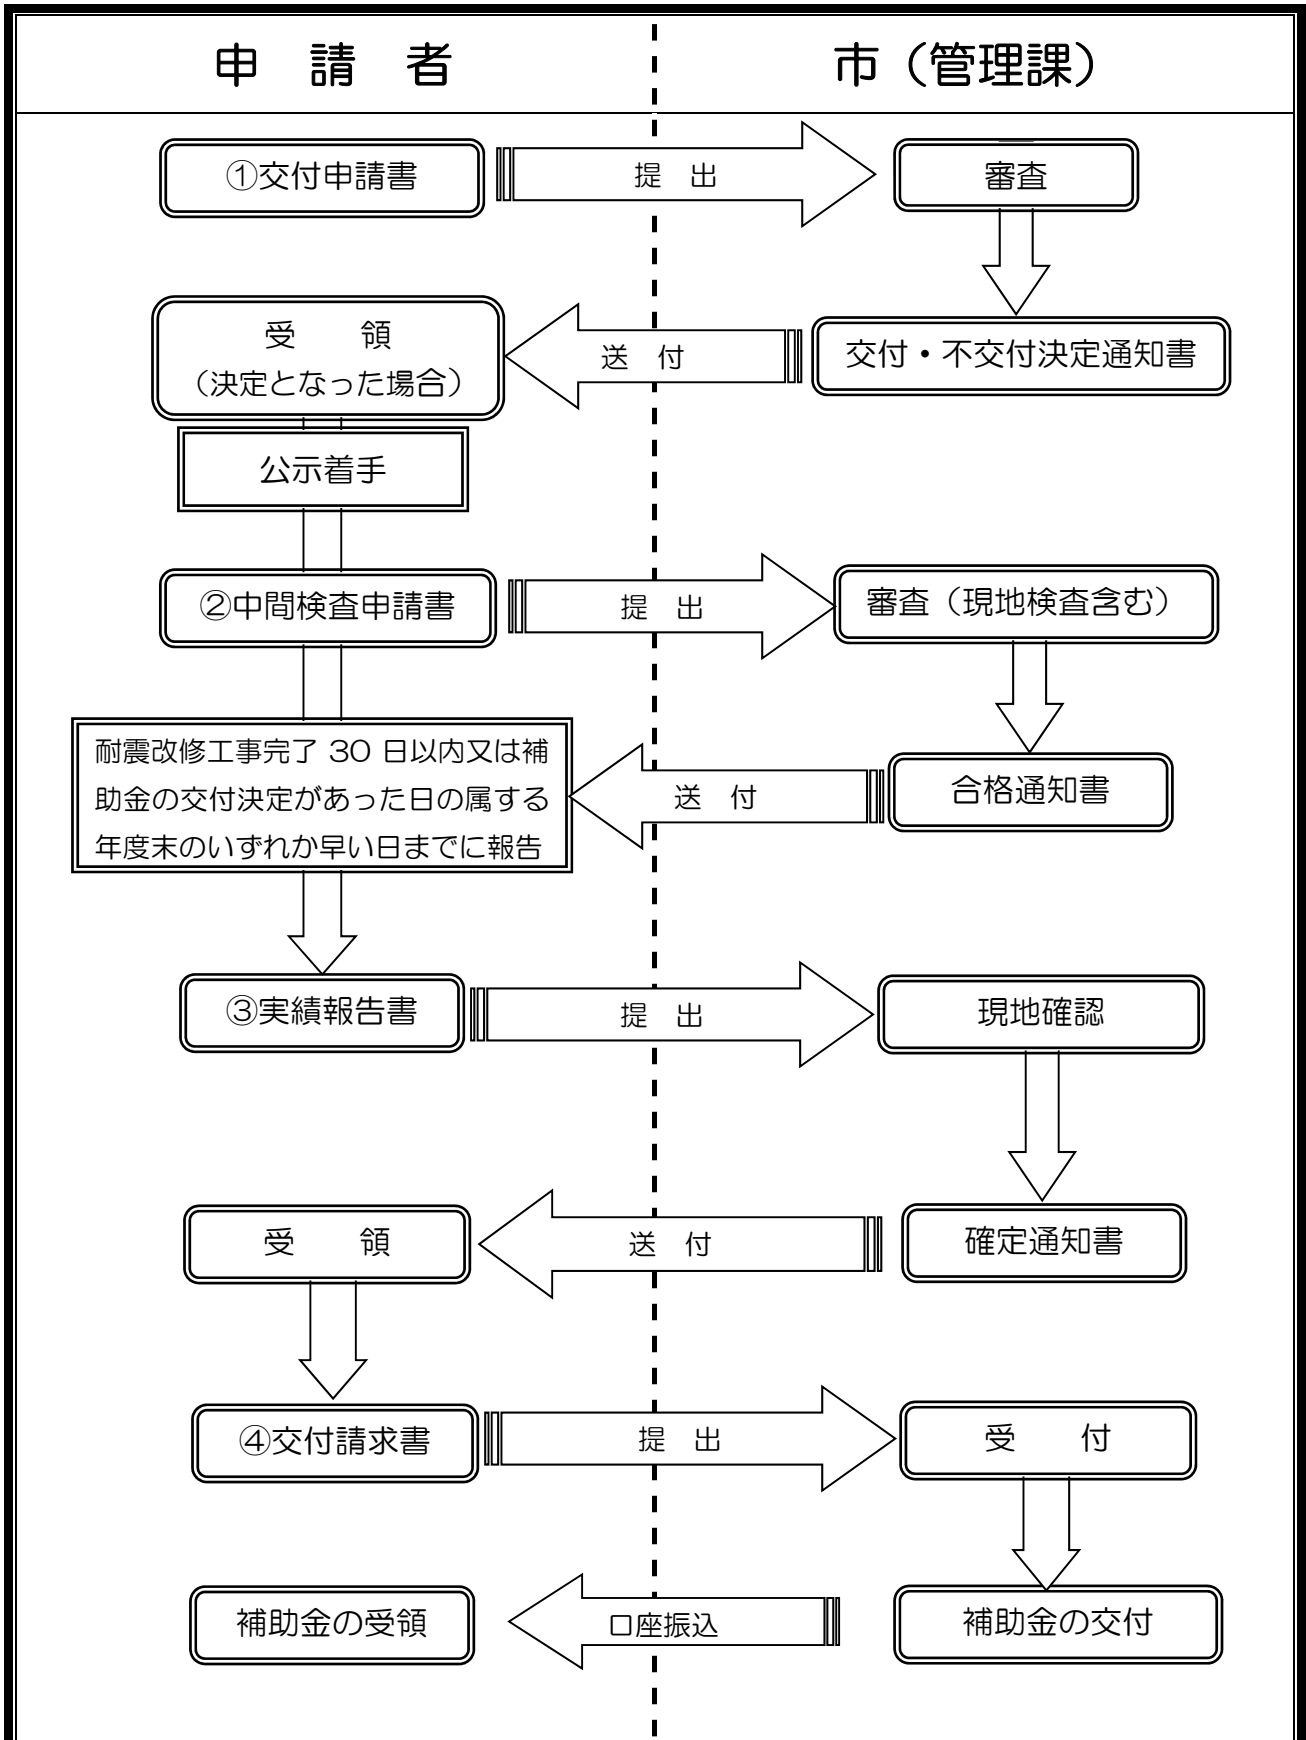 申　請　者
市（管理課）
①交付申請書
提　出
審査
受　　領
（決定となった場合）
送　付
交付・不交付決定通知書
公示着手
②中間検査申請書
提　出
審査（現地検査含む）
耐震改修工事完了 30 日以内又は補
助金の交付決定があった日の属する
年度末のいずれか早い日までに報告
送　付
合格通知書
③実績報告書
提　出
現地確認
受　　領
送　付
確定通知書
④交付請求書
提　出
受　　付
補助金の受領
口座振込
補助金の交付